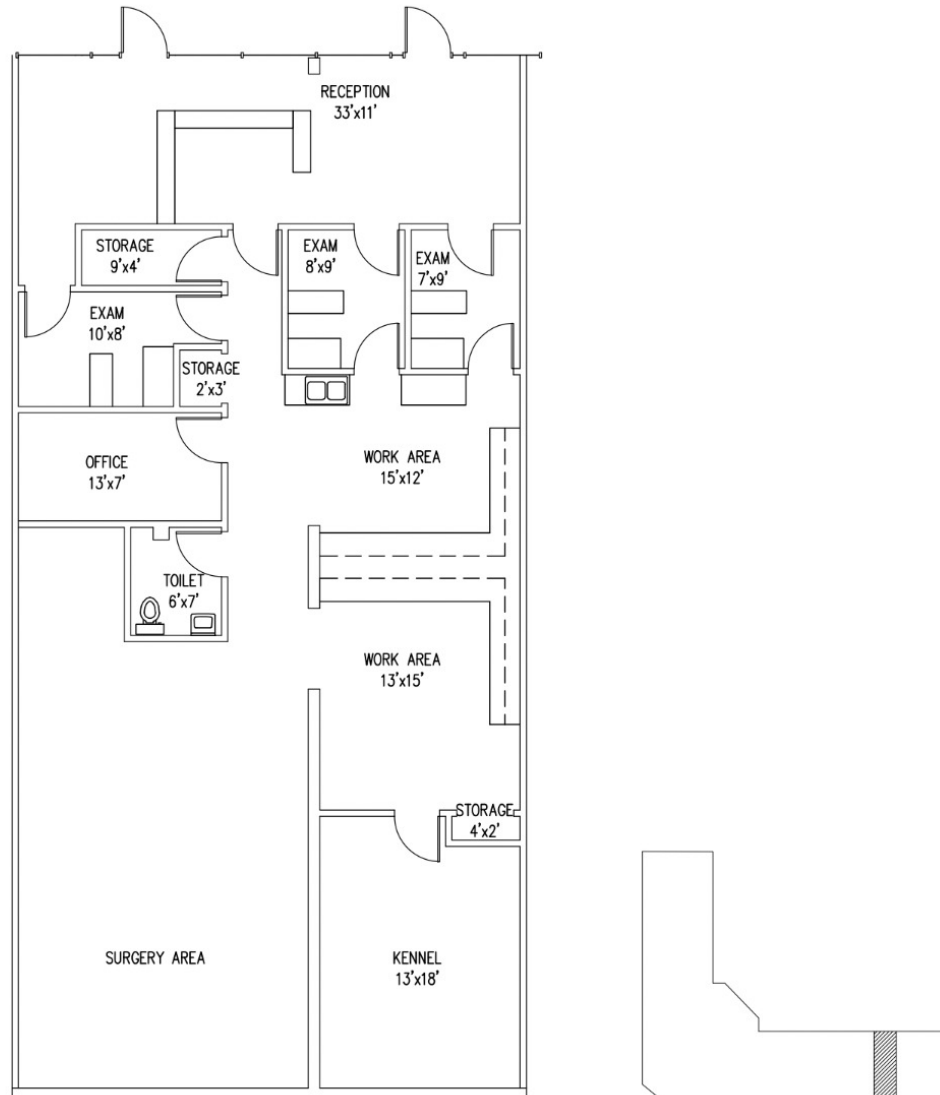 RECEPTION
33'x11'
STORAGE
9'x4'
EXAM
8'x9'
EXAM
7'x9'
EXAM
10'x8'
STORAGE
2'x3'
OFFICE
13'x7'
WORK AREA
15'x12'
TOILET
6'x7'
WORK AREA
13'x15'
STORAGE
4'x2'
SURGERY AREA
KENNEL
13'x18'